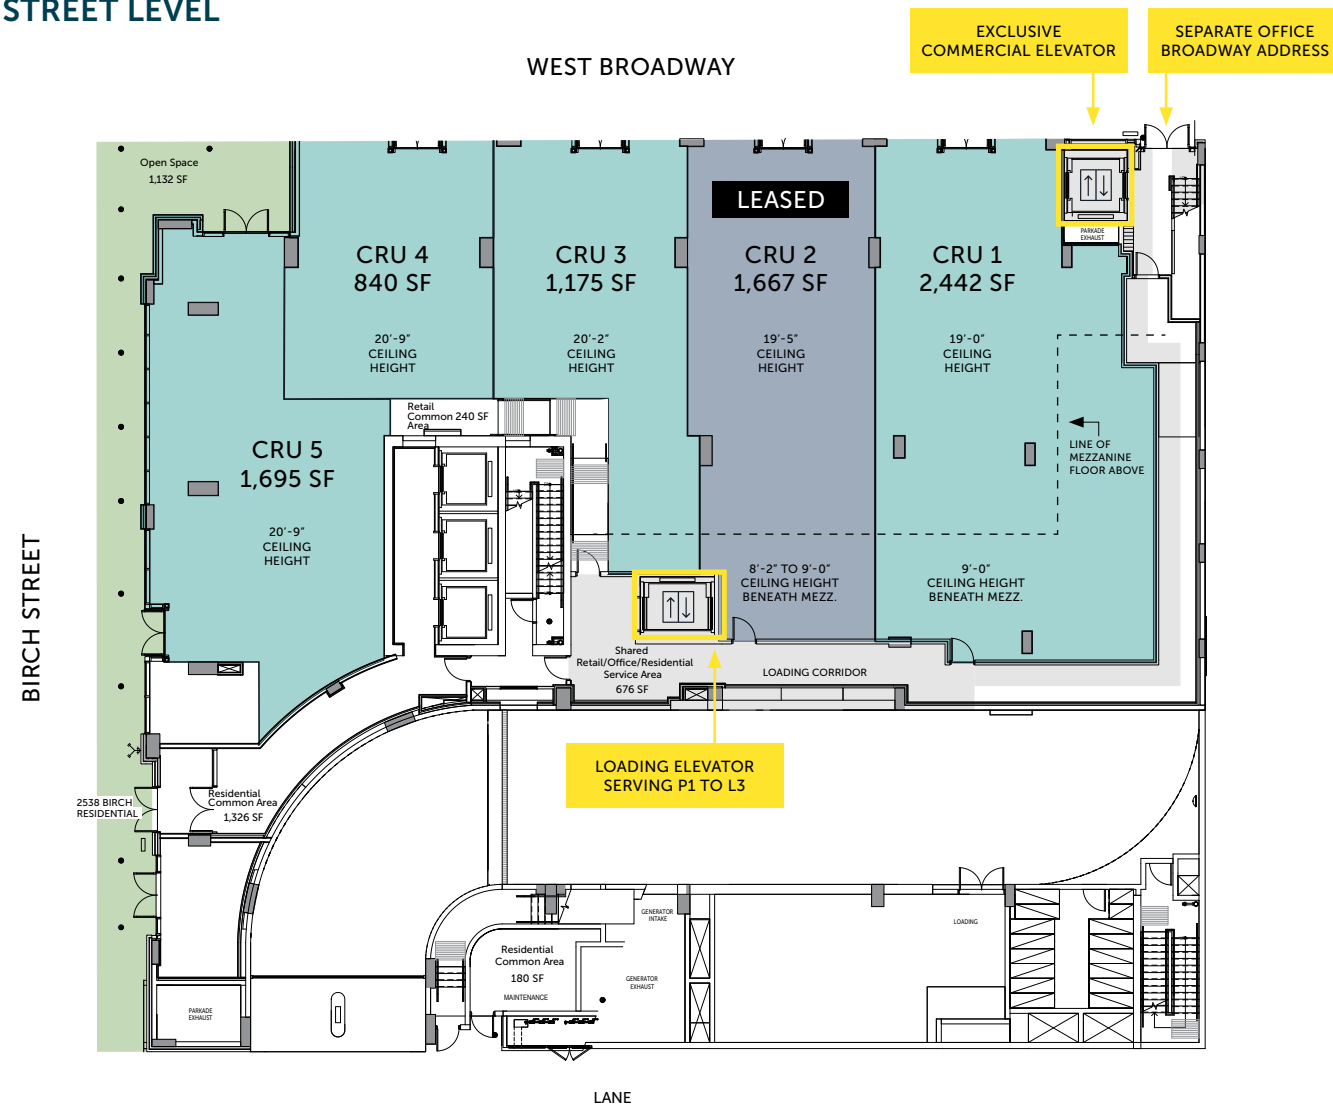 STREET LEVEL
EXCLUSIVE
COMMERCIAL ELEVATOR
SEPARATE OFFICE
BROADWAY ADDRESS
WEST BROADWAY
Open Space
1,132 SF
LEASED
PARKADE
EXHAUST
CRU 4
840 SF
CRU 3
1,175 SF
CRU 2
1,667 SF
CRU 1
2,442 SF
20'-9"
CEILING
HEIGHT
20'-2"
CEILING
HEIGHT
19'-5"
CEILING
HEIGHT
19'-0"
CEILING
HEIGHT
Retail
Common 240 SF
Area
CRU 5
1,695 SF
LINE OF
MEZZANINE
FLOOR ABOVE
20'-9"
CEILING
HEIGHT
BIRCH STREET
8'-2" TO 9'-0"
CEILING HEIGHT
BENEATH MEZZ.
9'-0"
CEILING HEIGHT
BENEATH MEZZ.
Shared
Retail/Office/Residential
Service Area
676 SF
LOADING CORRIDOR
LOADING ELEVATOR
SERVING P1 TO L3
2538 BIRCH
RESIDENTIAL
Residential
Common Area
1,326 SF
GENERATOR
INTAKE
LOADING
Residential
Common Area
180 SF
MAINTENANCE
GENERATOR
EXHAUST
PARKADE
EXHAUST
LANE